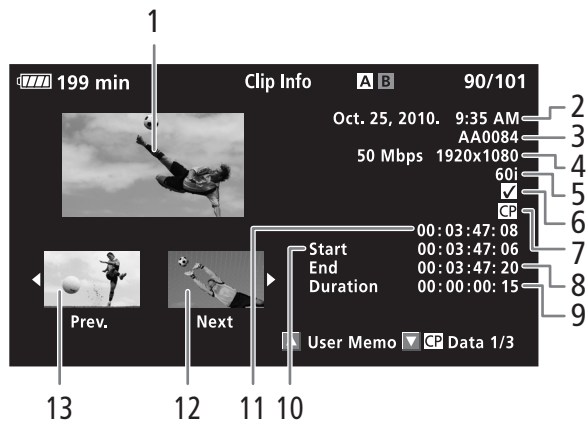 1
199 min Clip Info A B 90/101
Oct. 25, 2010. 9:35 AM 2
AA0084 3
50 Mbps 1920x1080 4
60i 5
6
CP 7
00:03:47:08
Start 00:03:47:06
End 00:03:47:20 8
Duration 00:00:00:15 9
Prev. Next
User Memo CP Data 1/3
13 12 11 10